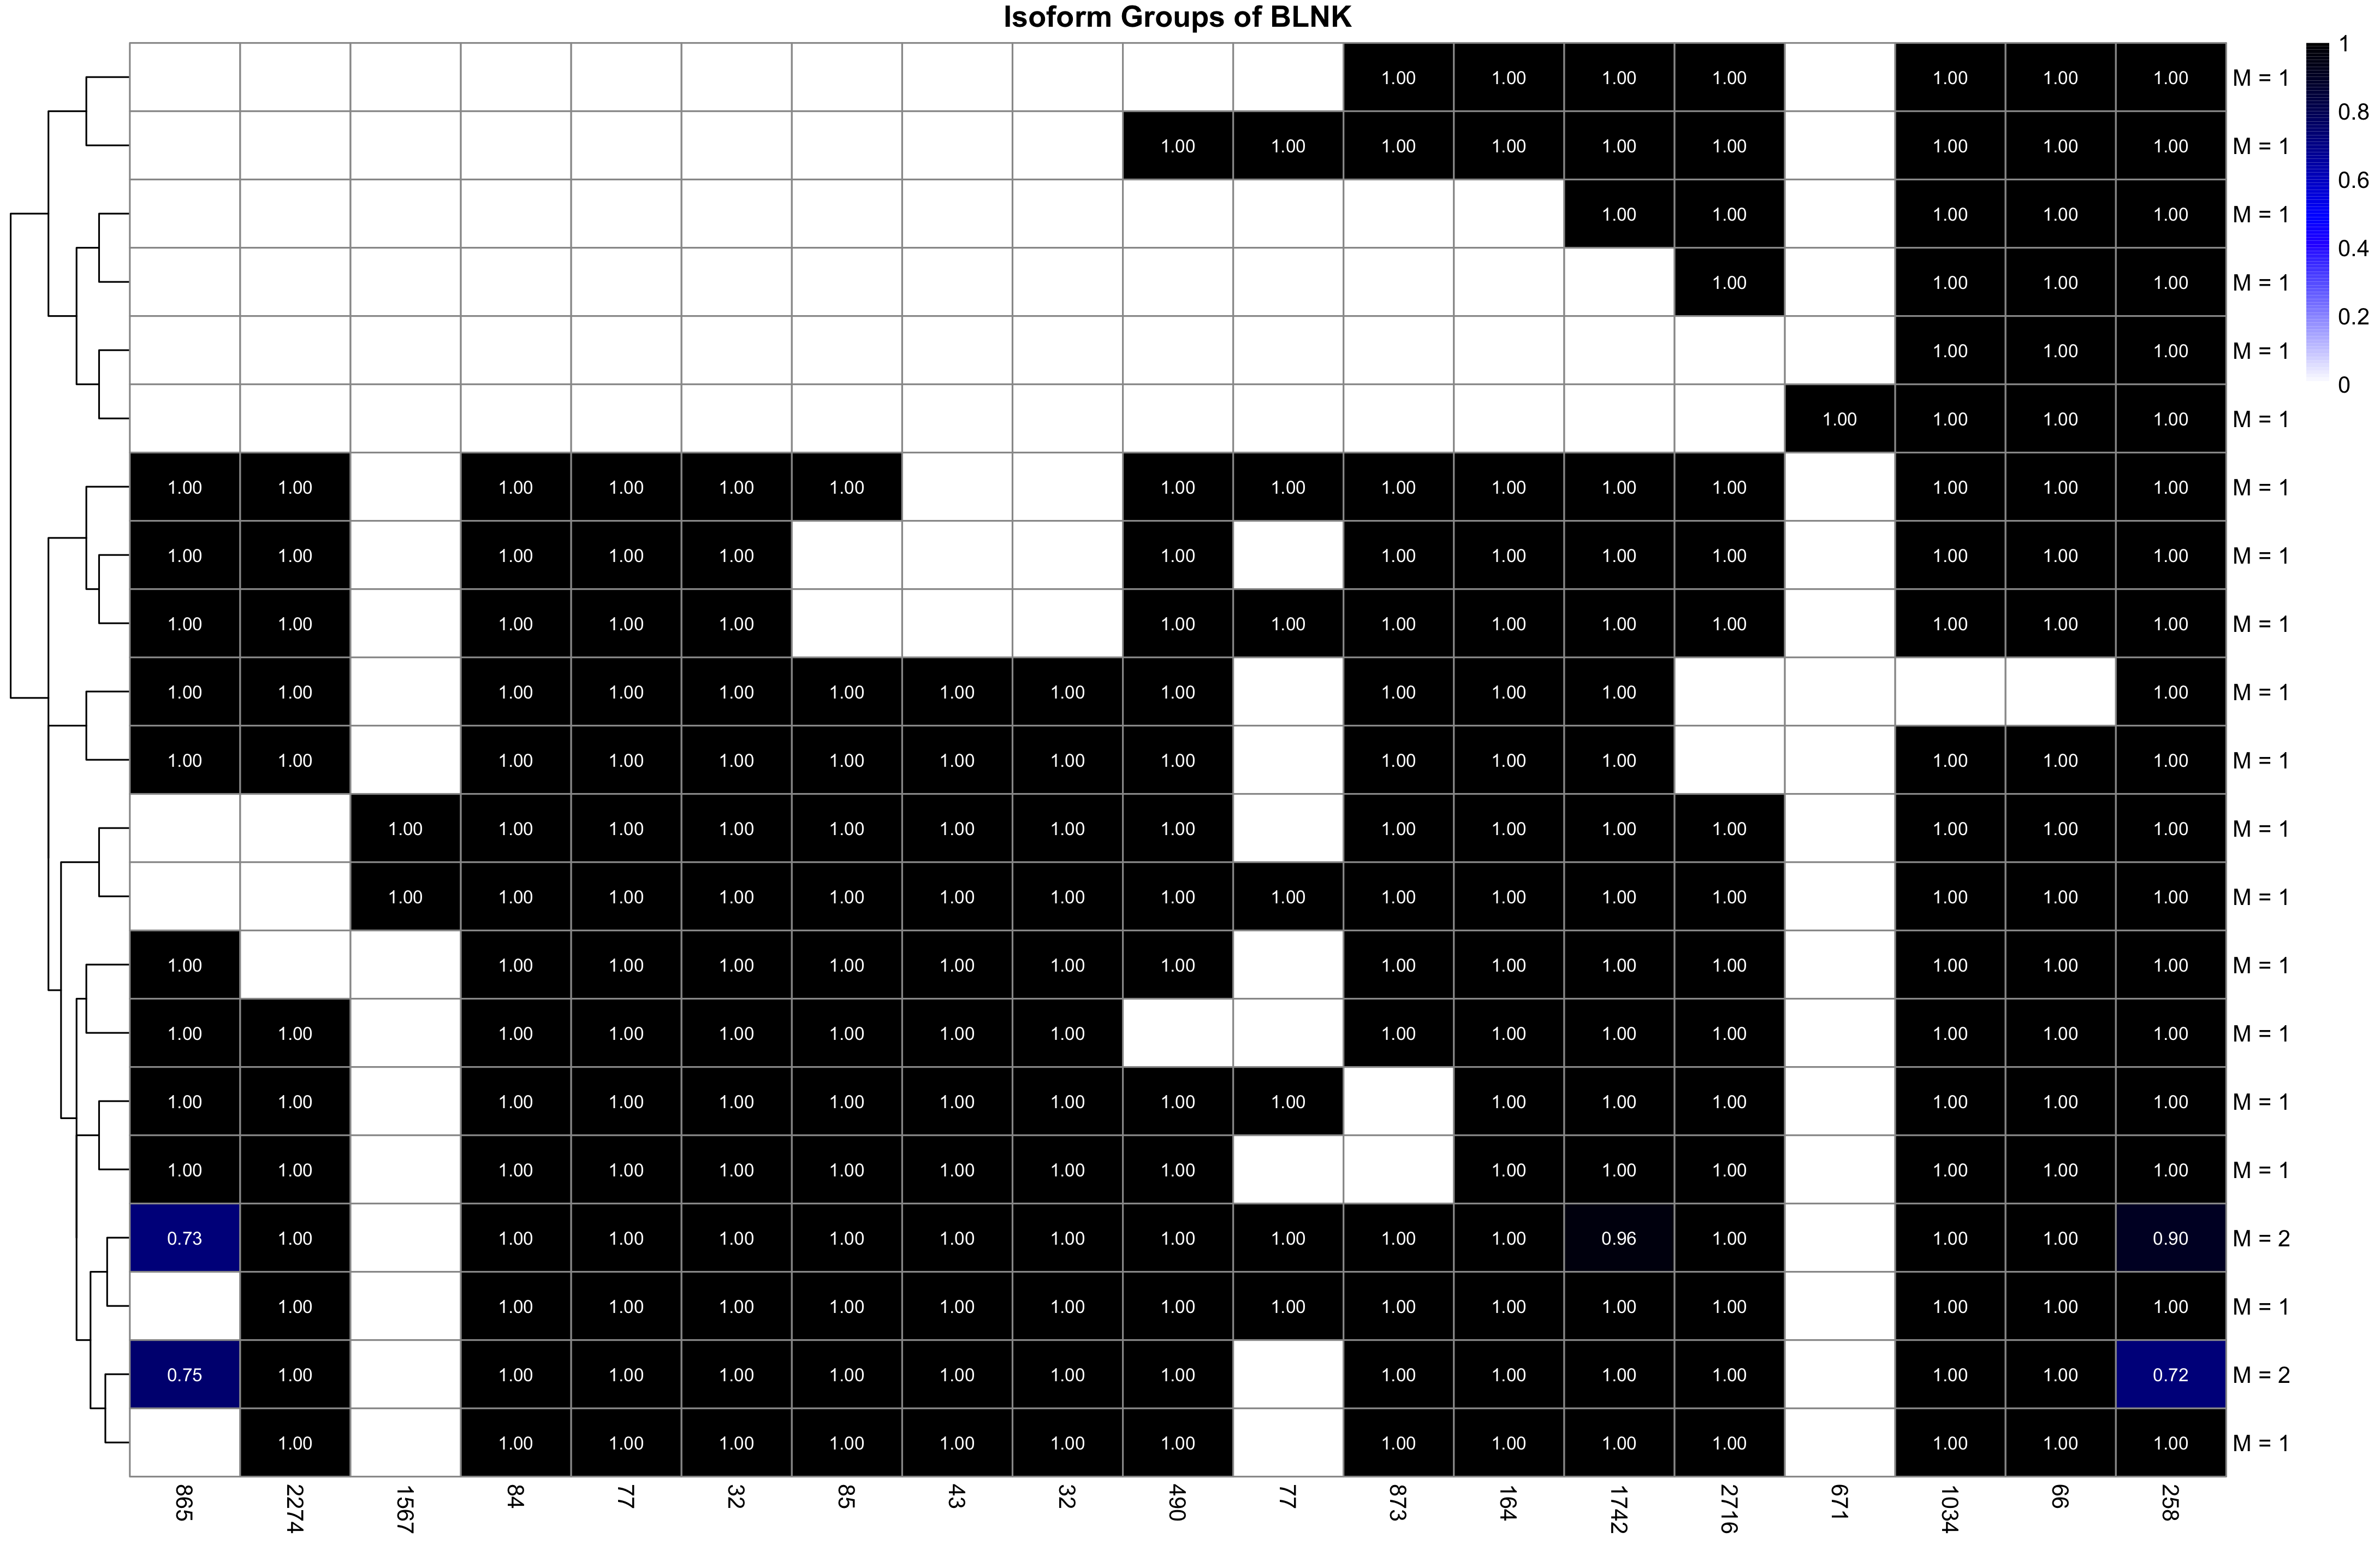 Isoform Groups of BLNK
1.00 1.00 1.00 1.00 1.00 1.00 1.00 M = 1
1.00 1.00 1.00 1.00 1.00 1.00 1.00 1.00 1.00 M = 1
1.00 1.00 1.00 1.00 1.00 M = 1
1.00 1.00 1.00 1.00 M = 1
1.00 1.00 1.00 M = 1
1.00 1.00 1.00 1.00 M = 1
1.00 1.00 1.00 1.00 1.00 1.00 1.00 1.00 1.00 1.00 1.00 1.00 1.00 1.00 1.00 M = 1
1.00 1.00 1.00 1.00 1.00 1.00 1.00 1.00 1.00 1.00 1.00 1.00 1.00 M = 1
1.00 1.00 1.00 1.00 1.00 1.00 1.00 1.00 1.00 1.00 1.00 1.00 1.00 1.00 M = 1
1.00 1.00 1.00 1.00 1.00 1.00 1.00 1.00 1.00 1.00 1.00 1.00 1.00 M = 1
1.00 1.00 1.00 1.00 1.00 1.00 1.00 1.00 1.00 1.00 1.00 1.00 1.00 1.00 1.00 M = 1
1.00 1.00 1.00 1.00 1.00 1.00 1.00 1.00 1.00 1.00 1.00 1.00 1.00 1.00 1.00 M = 1
1.00 1.00 1.00 1.00 1.00 1.00 1.00 1.00 1.00 1.00 1.00 1.00 1.00 1.00 1.00 1.00 M = 1
1.00 1.00 1.00 1.00 1.00 1.00 1.00 1.00 1.00 1.00 1.00 1.00 1.00 1.00 1.00 M = 1
1.00 1.00 1.00 1.00 1.00 1.00 1.00 1.00 1.00 1.00 1.00 1.00 1.00 1.00 1.00 M = 1
1.00 1.00 1.00 1.00 1.00 1.00 1.00 1.00 1.00 1.00 1.00 1.00 1.00 1.00 1.00 1.00 M = 1
1.00 1.00 1.00 1.00 1.00 1.00 1.00 1.00 1.00 1.00 1.00 1.00 1.00 1.00 1.00 M = 1
0.73 1.00 1.00 1.00 1.00 1.00 1.00 1.00 1.00 1.00 1.00 1.00 0.96 1.00 1.00 1.00 0.90 M = 2
1.00 1.00 1.00 1.00 1.00 1.00 1.00 1.00 1.00 1.00 1.00 1.00 1.00 1.00 1.00 1.00 M = 1
0.75 1.00 1.00 1.00 1.00 1.00 1.00 1.00 1.00 1.00 1.00 1.00 1.00 1.00 1.00 0.72 M = 2
1.00 1.00 1.00 1.00 1.00 1.00 1.00 1.00 1.00 1.00 1.00 1.00 1.00 1.00 1.00 M = 1
865 2274 1567 84 77 32 85 43 32 490 77 873 164 1742 2716 671 1034 66 258
1
0.8
0.6
0.4
0.2
0